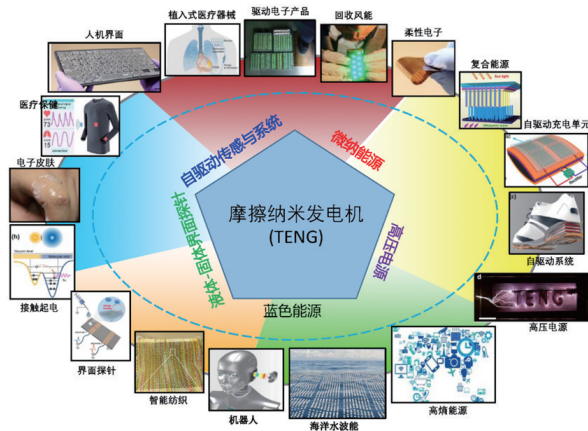 植入式医疗器械
驱动电子产品
回收风能
人机界面
柔性电子
复合能源
医疗保健
自驱动充电单元
自驱动传感与系统
微纳能源
电子皮肤
摩擦纳米发电机
(TENG)
液体-固体界面探针
高压电源
自驱动系统
(c)
(h)
接触起电
d
TENG
高压电源
蓝色能源
界面探针
智能纺织
机器人
海洋水波能
高熵能源
73
15